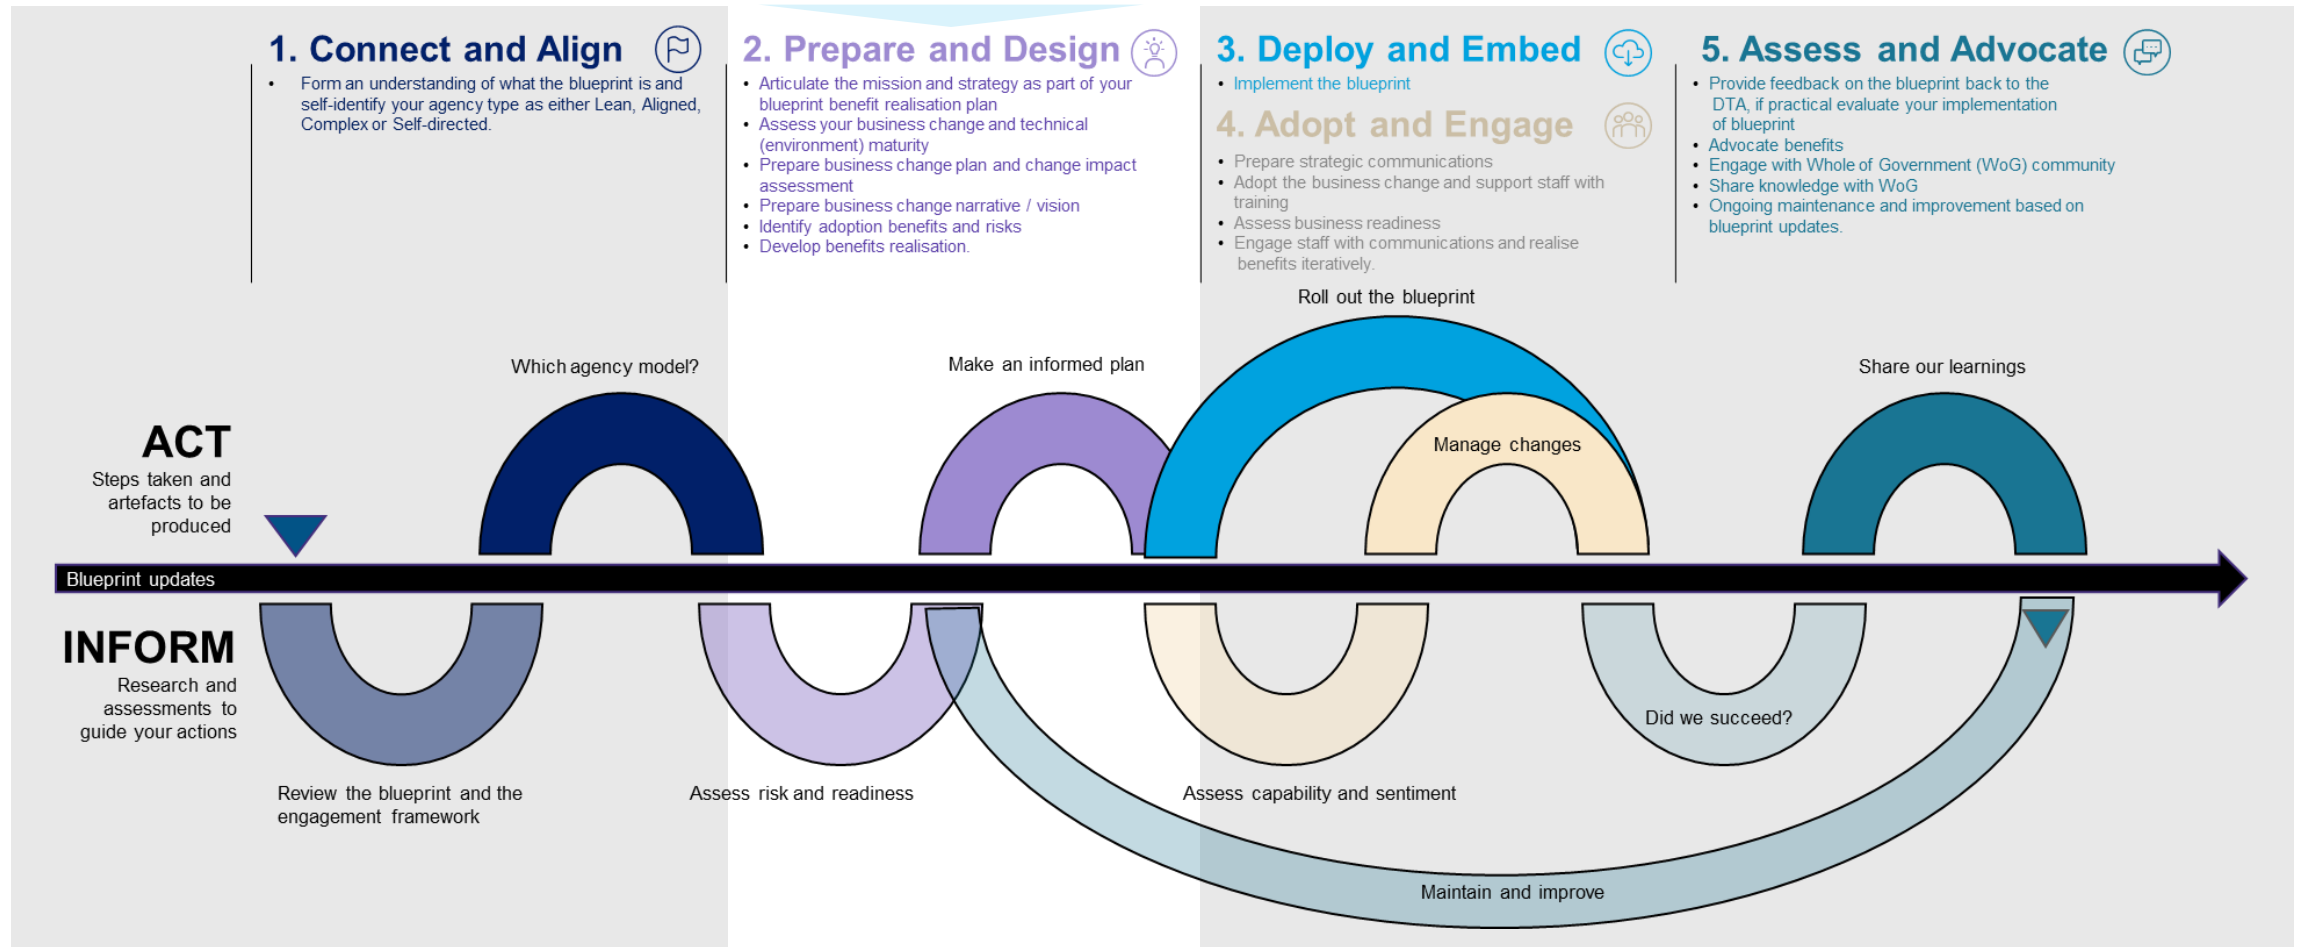 1. Connect and Align
• Form an understanding of what the blueprint is and
self-identify your agency type as either Lean, Aligned,
Complex or Self-directed.
2. Prepare and Design
• Articulate the mission and strategy as part of your
blueprint benefit realisation plan
• Assess your business change and technical
(environment) maturity
• Prepare business change plan and change impact
assessment
• Prepare business change narrative / vision
• Identify adoption benefits and risks
• Develop benefits realisation.
3. Deploy and Embed
• Implement the blueprint
4. Adopt and Engage
• Prepare strategic communications
• Adopt the business change and support staff with
training
• Assess business readiness
• Engage staff with communications and realise
benefits iteratively.
5. Assess and Advocate
• Provide feedback on the blueprint back to the
DTA, if practical evaluate your implementation
of blueprint
• Advocate benefits
• Engage with Whole of Government (WoG) community
• Share knowledge with WoG
• Ongoing maintenance and improvement based on
blueprint updates.
Roll out the blueprint
Which agency model?
Make an informed plan
Share our learnings
Manage changes
ACT
Steps taken and
artefacts to be
produced
Blueprint updates
INFORM
Research and
assessments to
guide your actions
Did we succeed?
Review the blueprint and the
engagement framework
Assess risk and readiness
Assess capability and sentiment
Maintain and improve